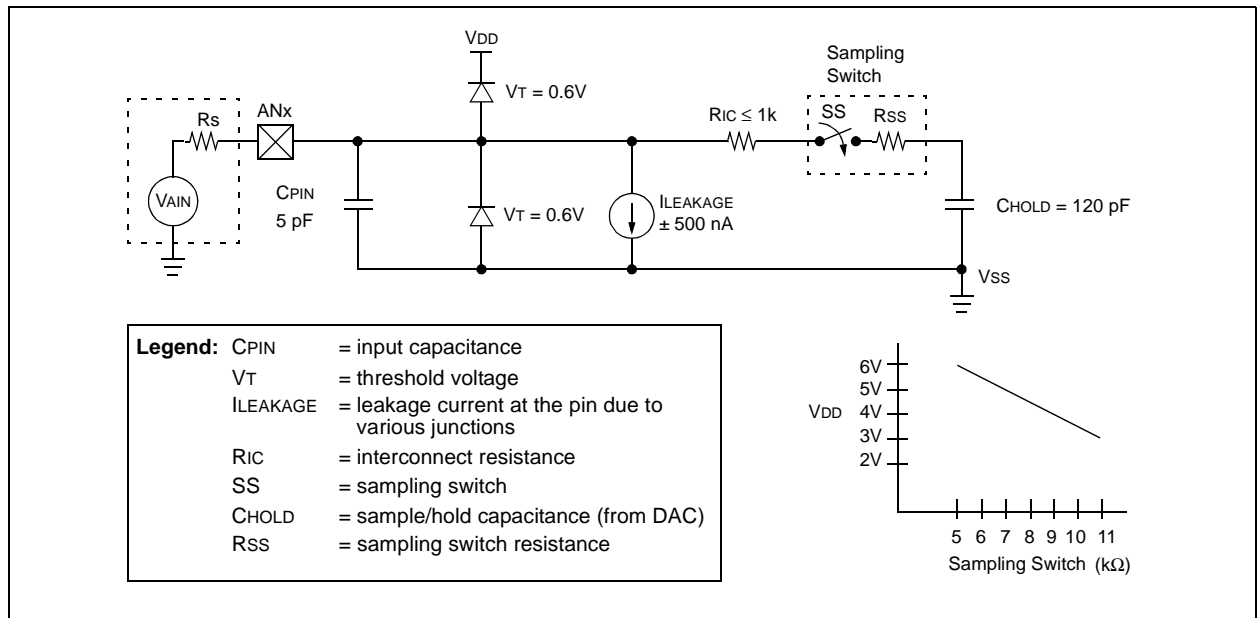 VDD
Sampling
Switch
VT = 0.6V
ANx
RIC ≤ 1k
SS
RSS
Rs
VAIN
CPIN
5 pF
VT = 0.6V
ILEAKAGE
± 500 nA
CHOLD = 120 pF
VSS
Legend: CPIN = input capacitance
VT = threshold voltage
ILEAKAGE = leakage current at the pin due to
various junctions
RIC = interconnect resistance
SS = sampling switch
CHOLD = sample/hold capacitance (from DAC)
RSS = sampling switch resistance
6V
5V
VDD 4V
3V
2V
5 6 7 8 9 10 11
Sampling Switch (kΩ)